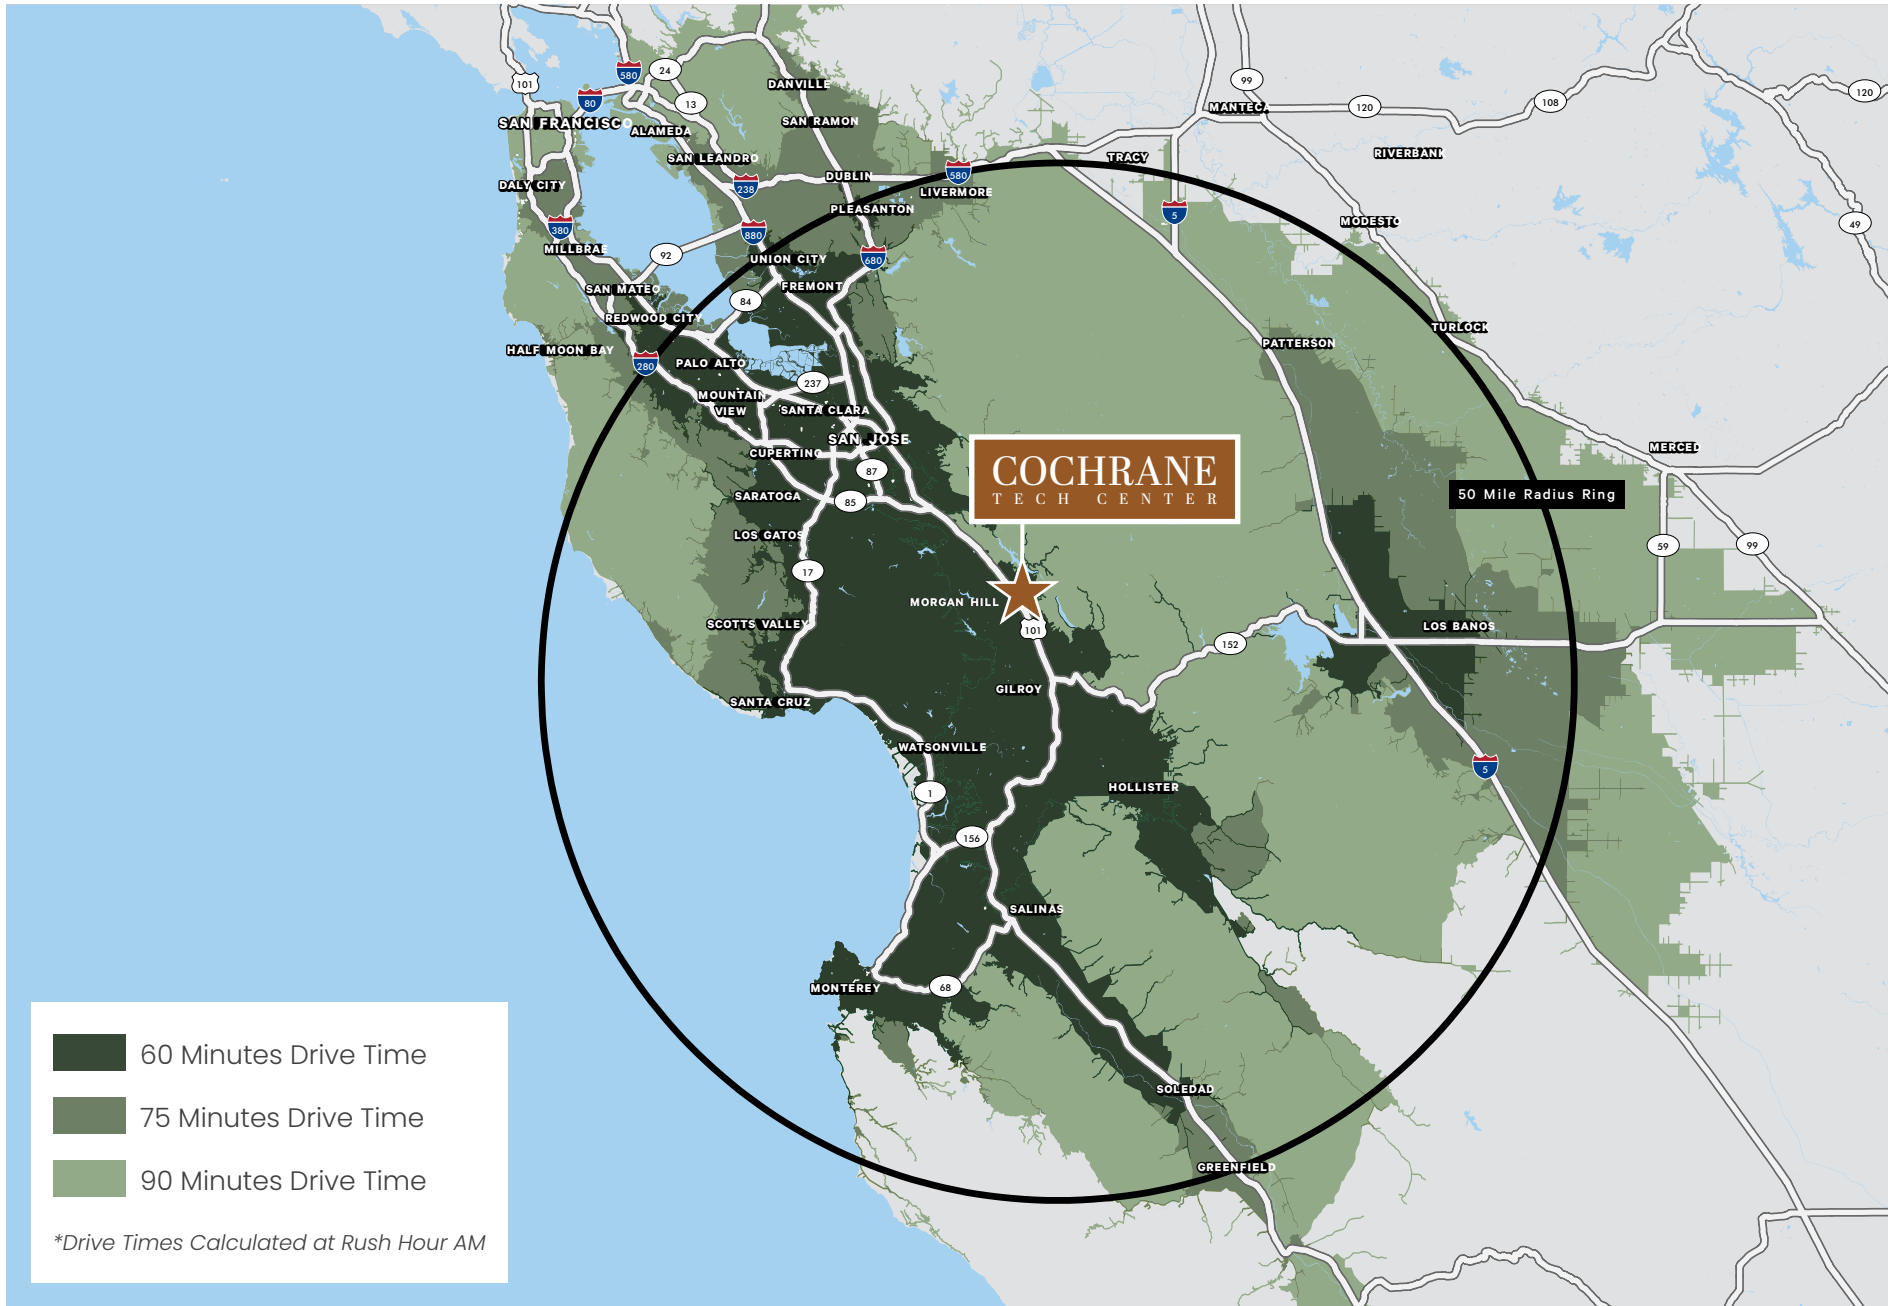 101
580
24
80
13
SAN FRANCISCO
ALAMEDA
DANVILLE
SAN RAMON
SAN LEANDRO
DALY CITY
238
DUBLIN
580
LIVERMORE
TRACY
99
MANTECA
120
108
120
RIVERBANK
5
MODESTO
49
380
MILLBRAE
92
880
PLEASANTON
UNION CITY
680
SAN MATEO
FREMONT
84
REDWOOD CITY
HALF MOON BAY
280
PALO ALTO
237
MOUNTAIN
VIEW
SANTA CLARA
SAN JOSE
CUPERTINO
87
SARATOGA
85
LOS GATOS
17
PATTERSON
TURLOCK
MERCED
COCHRANE
TECH CENTER
50 Mile Radius Ring
59
99
MORGAN HILL
101
SCOTTS VALLEY
152
LOS BANOS
GILROY
SANTA CRUZ
WATSONVILLE
5
1
HOLLISTER
156
SALINAS
MONTEREY
68
SOLEDAD
GREENFIELD
60 Minutes Drive Time
75 Minutes Drive Time
90 Minutes Drive Time
*Drive Times Calculated at Rush Hour AM